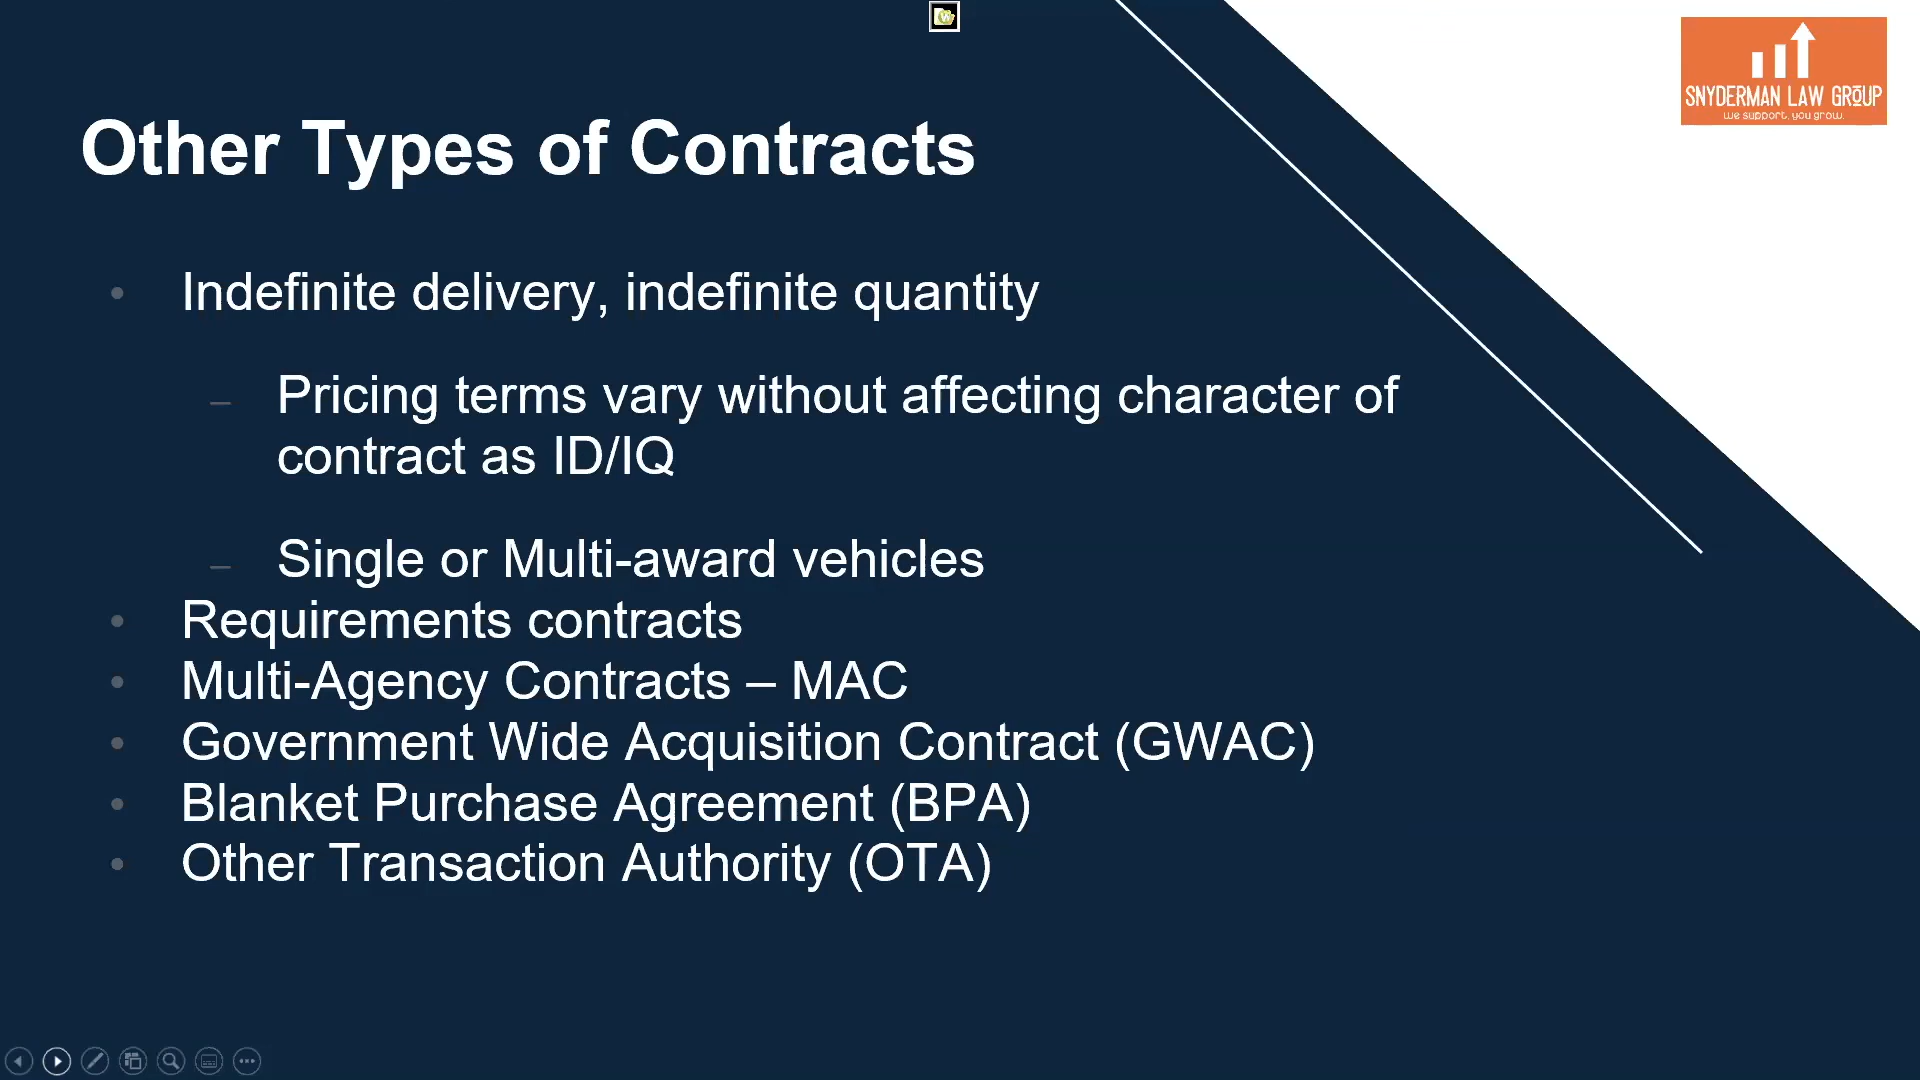 SNYDERMAN LAW GROUP
we support. you grow.
Other Types of Contracts
• Indefinite delivery, indefinite quantity
– Pricing terms vary without affecting character of
contract as ID/IQ
– Single or Multi-award vehicles
• Requirements contracts
• Multi-Agency Contracts – MAC
• Government Wide Acquisition Contract (GWAC)
• Blanket Purchase Agreement (BPA)
• Other Transaction Authority (OTA)